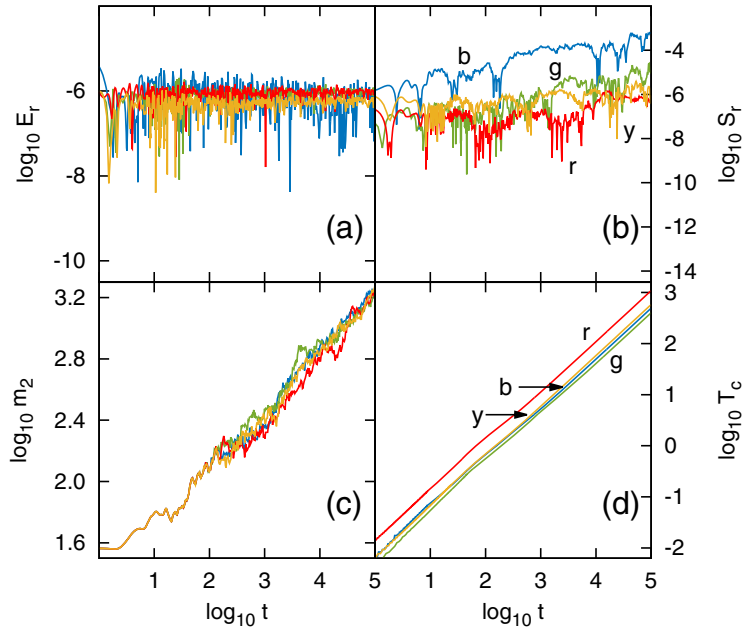 -6
-8
-10
log₁₀ Eᵣ
(a)
b
g
y
r
(b)
-4
-6
-8
-10
-12
-14
log₁₀ Sᵣ
3.2
2.8
2.4
2.0
1.6
log₁₀ m₂
(c)
1 2 3 4 5
log₁₀ t
r
b
g
y
(d)
3
2
1
0
-1
-2
log₁₀ T_c
1 2 3 4 5
log₁₀ t